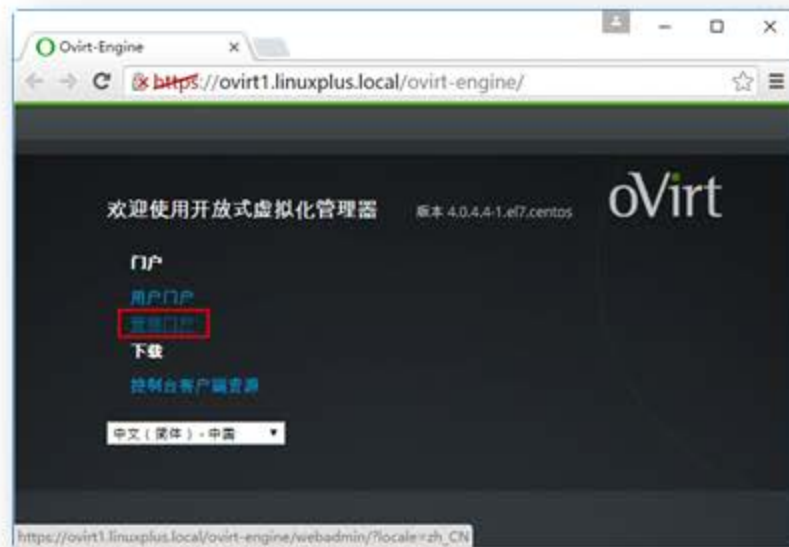 Ovirt-Engine
https://ovirt1.linuxplus.local/ovirt-engine/
欢迎使用开放式虚拟化管理器 版本 4.0.4.4-1.el7.centos
oVirt
门户
用户门户
管理门户
下载
控制台客户端资源
中文 ( 简体 ) - 中国
https://ovirt1.linuxplus.local/ovirt-engine/webadmin/?locale=zh_CN